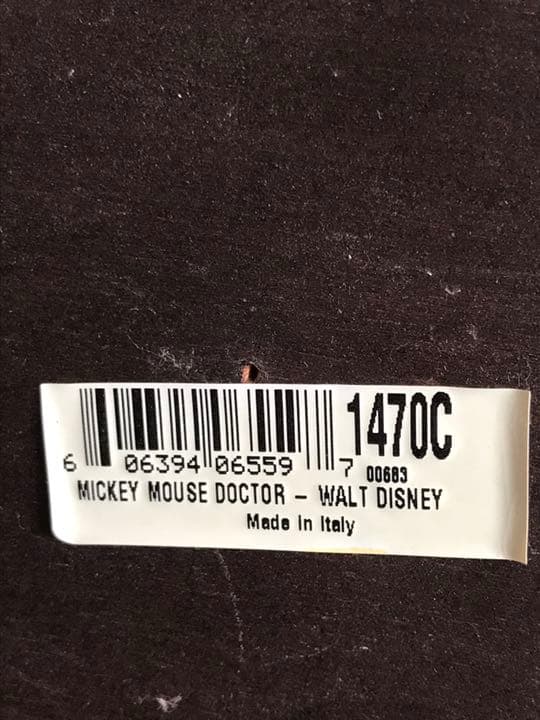 1470C
6 06394 06559 7 00683
MICKEY MOUSE DOCTOR - WALT DISNEY
Made in Italy